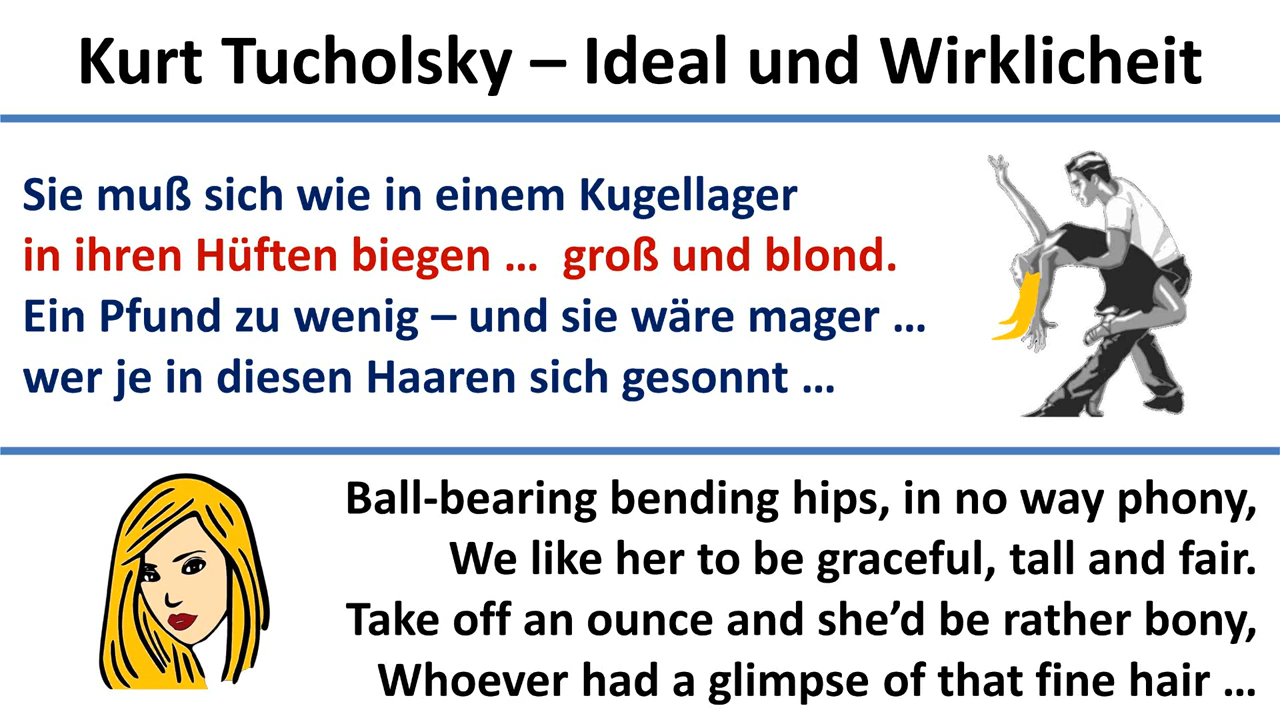 Kurt Tucholsky – Ideal und Wirklicheit
Sie muß sich wie in einem Kugellager
in ihren Hüften biegen … groß und blond.
Ein Pfund zu wenig – und sie wäre mager …
wer je in diesen Haaren sich gesonnt …
Ball-bearing bending hips, in no way phony,
We like her to be graceful, tall and fair.
Take off an ounce and she’d be rather bony,
Whoever had a glimpse of that fine hair …